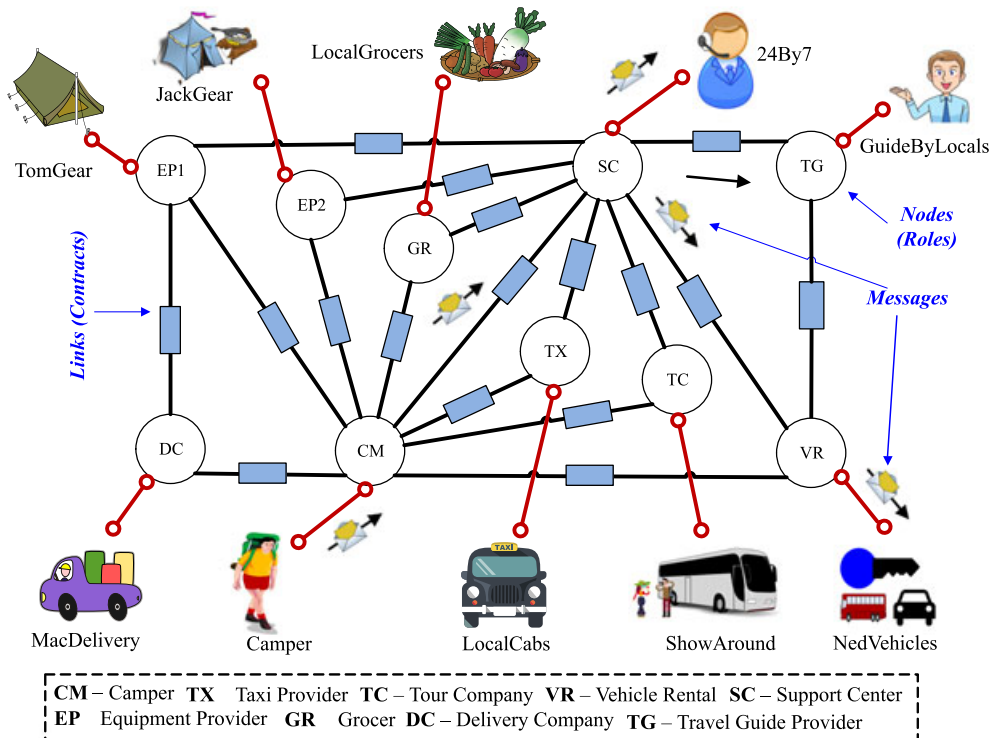 LocalGrocers
24By7
JackGear
TomGear
GuideByLocals
EP1
SC
TG
EP2
GR
Nodes
(Roles)
Links (Contracts)
Messages
TX
TC
DC
CM
VR
TAXI
MacDelivery
Camper
LocalCabs
ShowAround
NedVehicles
CM – Camper TX Taxi Provider TC – Tour Company VR – Vehicle Rental SC – Support Center
EP Equipment Provider GR Grocer DC – Delivery Company TG – Travel Guide Provider